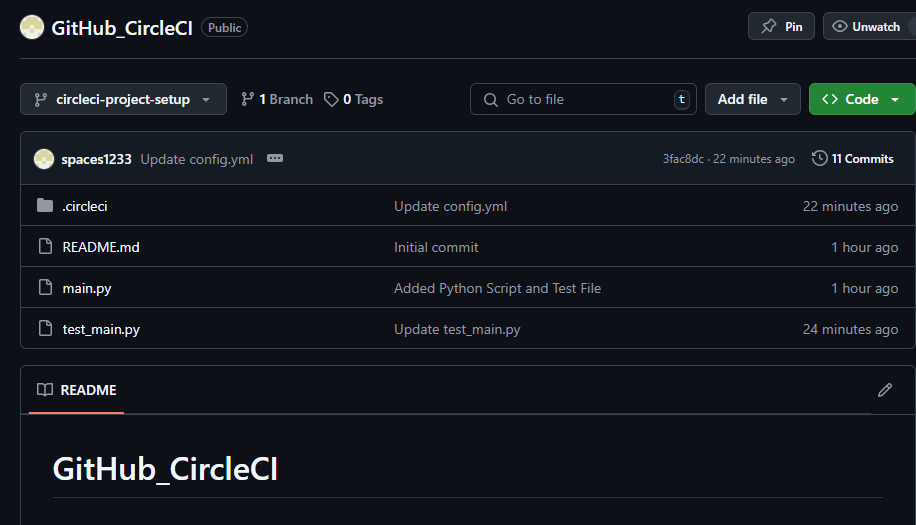 GitHub_CircleCI Public Pin Unwatch
circleci-project-setup 1 Branch 0 Tags Go to file t Add file Code
spaces1233 Update config.yml 3fac8dc · 22 minutes ago 11 Commits
.circleci Update config.yml 22 minutes ago
README.md Initial commit 1 hour ago
main.py Added Python Script and Test File 1 hour ago
test_main.py Update test_main.py 24 minutes ago
README
GitHub_CircleCI